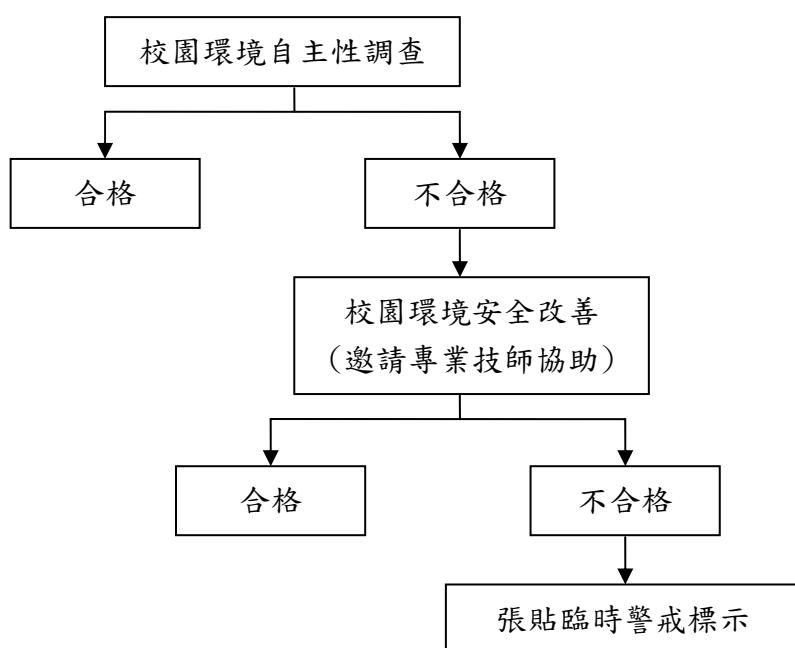 校園環境自主性調查
合格
不合格
校園環境安全改善
（邀請專業技師協助）
合格
不合格
張貼臨時警戒標示